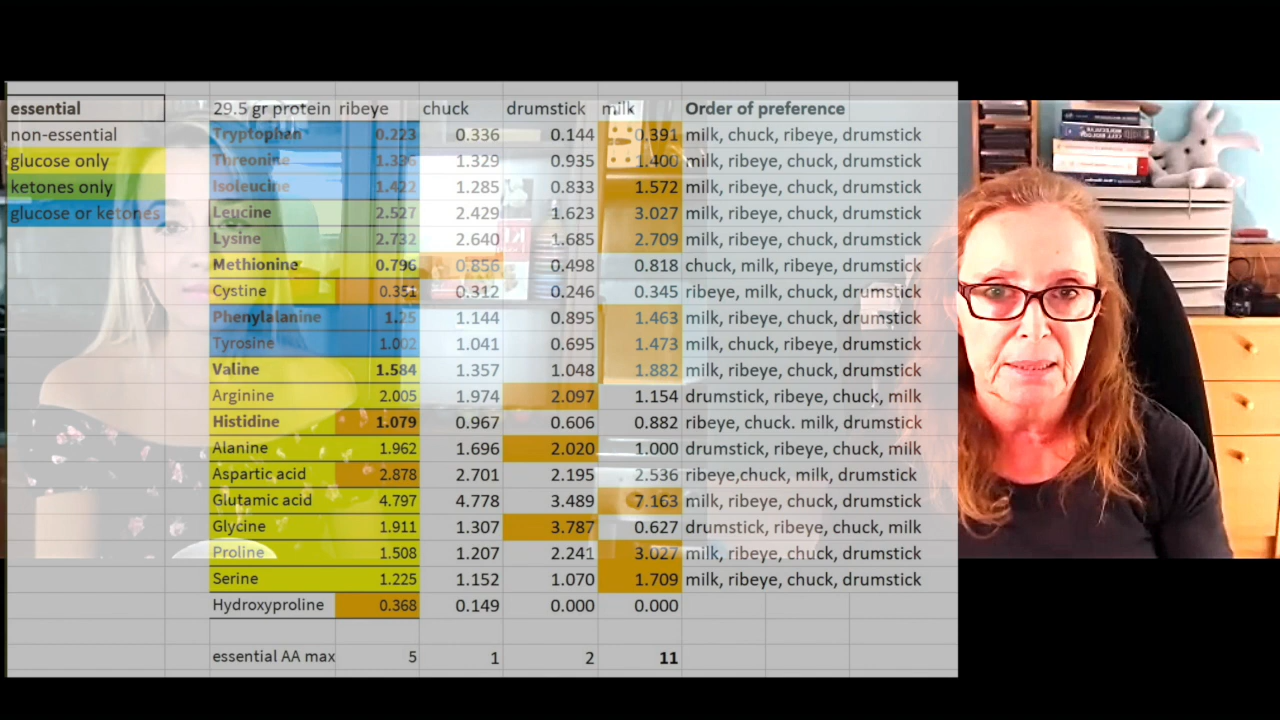 essential 29.5 gr protein ribeye chuck drumstick milk Order of preference
non-essential Tryptophan 0.223 0.336 0.144 0.391 milk, chuck, ribeye, drumstick
glucose only Threonine 1.336 1.329 0.935 1.400 milk, ribeye, chuck, drumstick
ketones only Isoleucine 1.422 1.285 0.833 1.572 milk, ribeye, chuck, drumstick
glucose or ketones Leucine 2.527 2.429 1.623 3.027 milk, ribeye, chuck, drumstick
Lysine 2.732 2.640 1.685 2.709 milk, ribeye, chuck, drumstick
Methionine 0.796 0.856 0.498 0.818 chuck, milk, ribeye, drumstick
Cystine 0.351 0.312 0.246 0.345 ribeye, milk, chuck, drumstick
Phenylalanine 1.25 1.144 0.895 1.463 milk, ribeye, chuck, drumstick
Tyrosine 1.002 1.041 0.695 1.473 milk, chuck, ribeye, drumstick
Valine 1.584 1.357 1.048 1.882 milk, ribeye, chuck, drumstick
Arginine 2.005 1.974 2.097 1.154 drumstick, ribeye, chuck, milk
Histidine 1.079 0.967 0.606 0.882 ribeye, chuck. milk, drumstick
Alanine 1.962 1.696 2.020 1.000 drumstick, ribeye, chuck, milk
Aspartic acid 2.878 2.701 2.195 2.536 ribeye,chuck, milk, drumstick
Glutamic acid 4.797 4.778 3.489 7.163 milk, ribeye, chuck, drumstick
Glycine 1.911 1.307 3.787 0.627 drumstick, ribeye, chuck, milk
Proline 1.508 1.207 2.241 3.027 milk, ribeye, chuck, drumstick
Serine 1.225 1.152 1.070 1.709 milk, ribeye, chuck, drumstick
Hydroxyproline 0.368 0.149 0.000 0.000
essential AA max 5 1 2 11